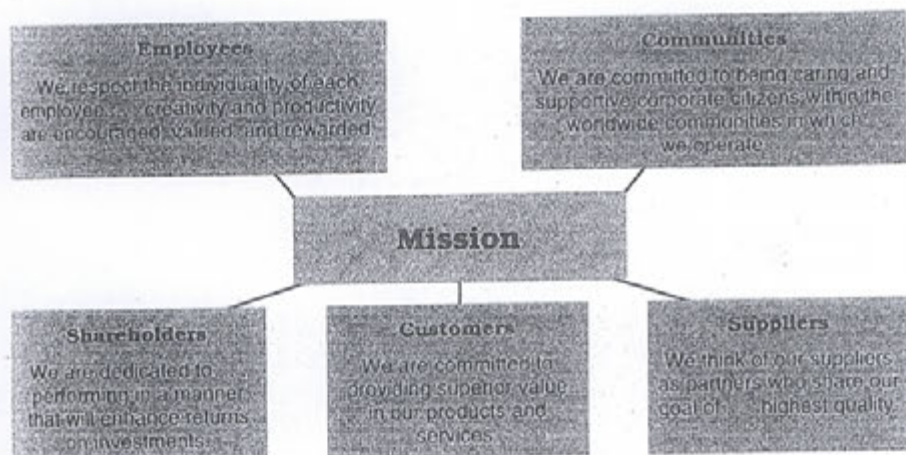 Employees
We respect the individuality of each
employee. . . . creativity and productivity
are encouraged, valued, and rewarded.
Communities
We are committed to being caring and
supportive corporate citizens within the
worldwide communities in which
we operate
Mission
Shareholders
We are dedicated to . . .
performing in a manner
that will enhance returns
on investments.
Customers
We are committed to
providing superior value
in our products and
services
Suppliers
We think of our suppliers
as partners who share our
goal of . . . highest quality.